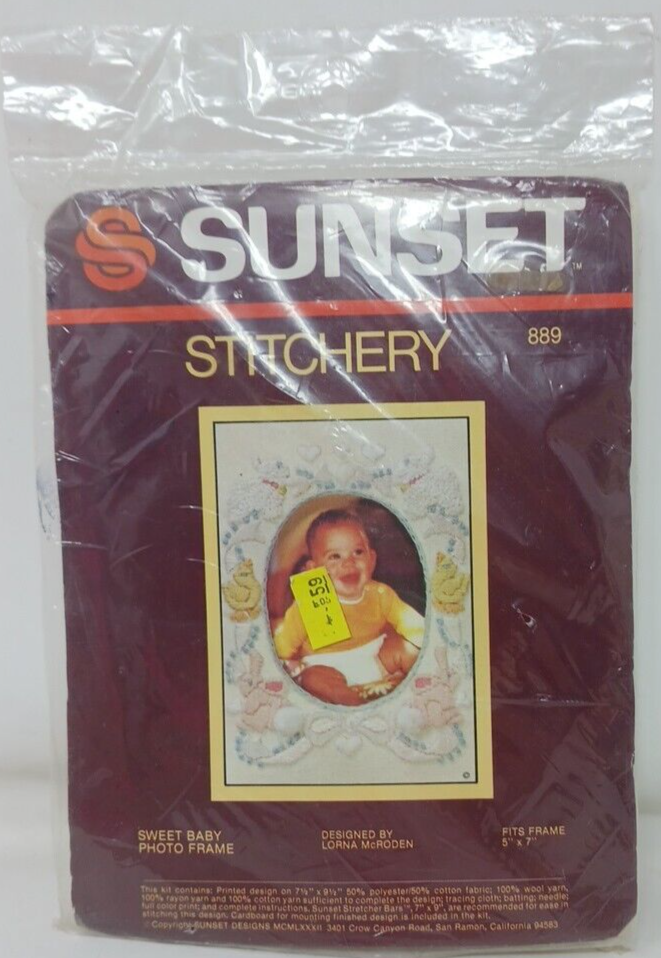 SUNSET™
STITCHERY
889
59
SWEET BABY
PHOTO FRAME
DESIGNED BY
LORNA McRODEN
FITS FRAME
5" x 7"
This kit contains: Printed design on 7½" x 9½" 50% polyester/50% cotton fabric; 100% wool yarn,
100% rayon yarn and 100% cotton yarn sufficient to complete the design; tracing cloth; batting; needle;
full color print; and complete instructions. Sunset Stretcher Bars™, 7" x 9", are recommended for ease in
stitching this design. Cardboard for mounting finished design is included in the kit.
Copyright SUNSET DESIGNS MCMLXXXII 3401 Crow Canyon Road, San Ramon, California 94583
©